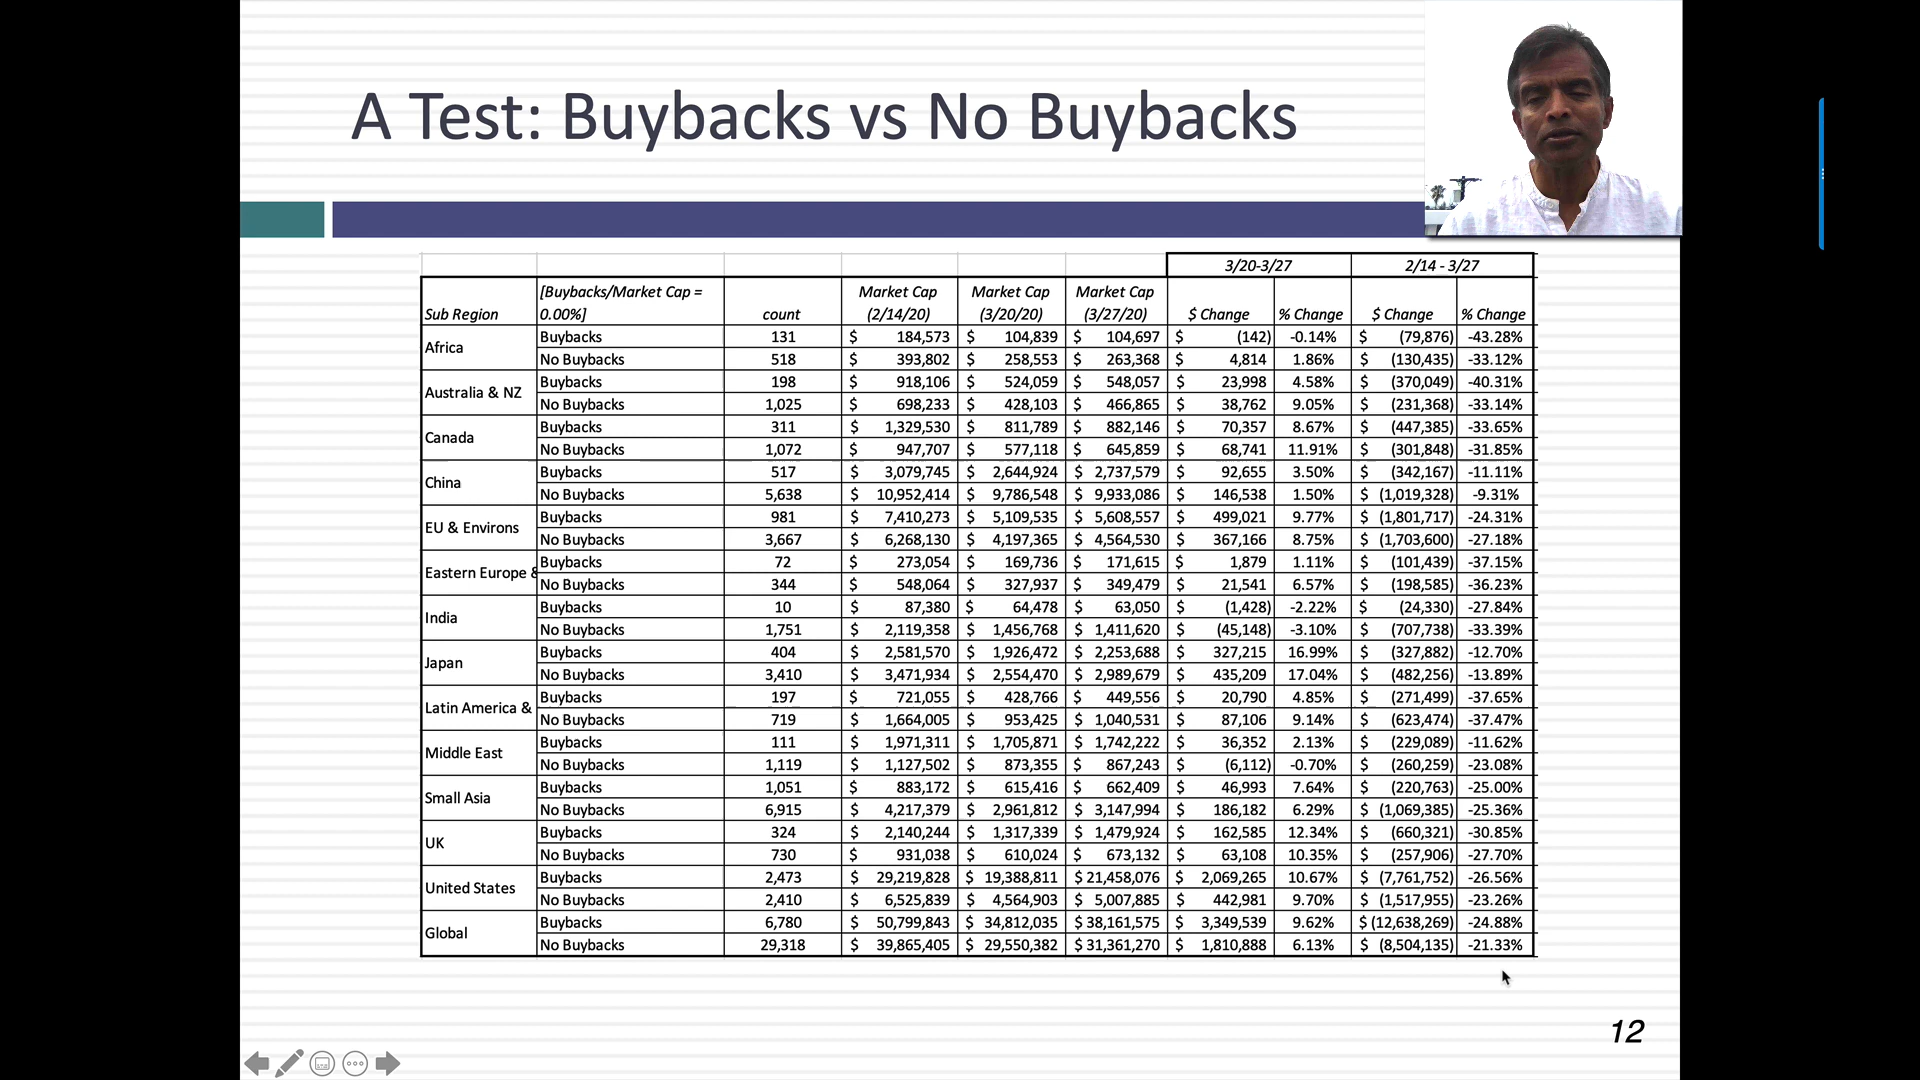 A Test: Buybacks vs No Buybacks
3/20-3/27 2/14 - 3/27
Sub Region [Buybacks/Market Cap = 0.00%] count Market Cap (2/14/20) Market Cap (3/20/20) Market Cap (3/27/20) $ Change % Change $ Change % Change
Africa Buybacks 131 $ 184,573 $ 104,839 $ 104,697 $ (142) -0.14% $ (79,876) -43.28%
No Buybacks 518 $ 393,802 $ 258,553 $ 263,368 $ 4,814 1.86% $ (130,435) -33.12%
Australia & NZ Buybacks 198 $ 918,106 $ 524,059 $ 548,057 $ 23,998 4.58% $ (370,049) -40.31%
No Buybacks 1,025 $ 698,233 $ 428,103 $ 466,865 $ 38,762 9.05% $ (231,368) -33.14%
Canada Buybacks 311 $ 1,329,530 $ 811,789 $ 882,146 $ 70,357 8.67% $ (447,385) -33.65%
No Buybacks 1,072 $ 947,707 $ 577,118 $ 645,859 $ 68,741 11.91% $ (301,848) -31.85%
China Buybacks 517 $ 3,079,745 $ 2,644,924 $ 2,737,579 $ 92,655 3.50% $ (342,167) -11.11%
No Buybacks 5,638 $ 10,952,414 $ 9,786,548 $ 9,933,086 $ 146,538 1.50% $ (1,019,328) -9.31%
EU & Environs Buybacks 981 $ 7,410,273 $ 5,109,535 $ 5,608,557 $ 499,021 9.77% $ (1,801,717) -24.31%
No Buybacks 3,667 $ 6,268,130 $ 4,197,365 $ 4,564,530 $ 367,166 8.75% $ (1,703,600) -27.18%
Eastern Europe & Buybacks 72 $ 273,054 $ 169,736 $ 171,615 $ 1,879 1.11% $ (101,439) -37.15%
No Buybacks 344 $ 548,064 $ 327,937 $ 349,479 $ 21,541 6.57% $ (198,585) -36.23%
India Buybacks 10 $ 87,380 $ 64,478 $ 63,050 $ (1,428) -2.22% $ (24,330) -27.84%
No Buybacks 1,751 $ 2,119,358 $ 1,456,768 $ 1,411,620 $ (45,148) -3.10% $ (707,738) -33.39%
Japan Buybacks 404 $ 2,581,570 $ 1,926,472 $ 2,253,688 $ 327,215 16.99% $ (327,882) -12.70%
No Buybacks 3,410 $ 3,471,934 $ 2,554,470 $ 2,989,679 $ 435,209 17.04% $ (482,256) -13.89%
Latin America & Buybacks 197 $ 721,055 $ 428,766 $ 449,556 $ 20,790 4.85% $ (271,499) -37.65%
No Buybacks 719 $ 1,664,005 $ 953,425 $ 1,040,531 $ 87,106 9.14% $ (623,474) -37.47%
Middle East Buybacks 111 $ 1,971,311 $ 1,705,871 $ 1,742,222 $ 36,352 2.13% $ (229,089) -11.62%
No Buybacks 1,119 $ 1,127,502 $ 873,355 $ 867,243 $ (6,112) -0.70% $ (260,259) -23.08%
Small Asia Buybacks 1,051 $ 883,172 $ 615,416 $ 662,409 $ 46,993 7.64% $ (220,763) -25.00%
No Buybacks 6,915 $ 4,217,379 $ 2,961,812 $ 3,147,994 $ 186,182 6.29% $ (1,069,385) -25.36%
UK Buybacks 324 $ 2,140,244 $ 1,317,339 $ 1,479,924 $ 162,585 12.34% $ (660,321) -30.85%
No Buybacks 730 $ 931,038 $ 610,024 $ 673,132 $ 63,108 10.35% $ (257,906) -27.70%
United States Buybacks 2,473 $ 29,219,828 $ 19,388,811 $ 21,458,076 $ 2,069,265 10.67% $ (7,761,752) -26.56%
No Buybacks 2,410 $ 6,525,839 $ 4,564,903 $ 5,007,885 $ 442,981 9.70% $ (1,517,955) -23.26%
Global Buybacks 6,780 $ 50,799,843 $ 34,812,035 $ 38,161,575 $ 3,349,539 9.62% $ (12,638,269) -24.88%
No Buybacks 29,318 $ 39,865,405 $ 29,550,382 $ 31,361,270 $ 1,810,888 6.13% $ (8,504,135) -21.33%
12